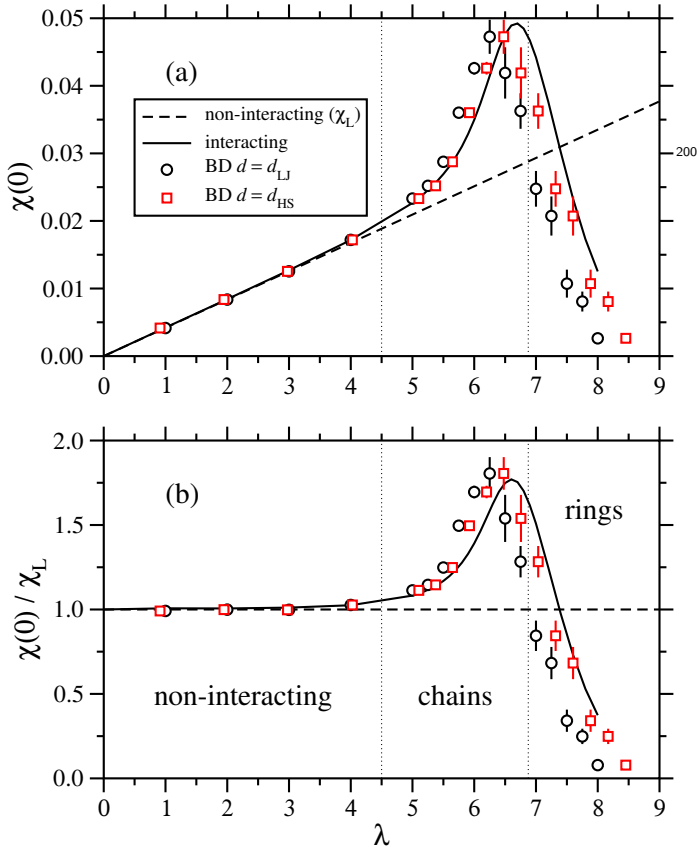 0.05
0.04
0.03
0.02
0.01
0.00
χ(0)
(a)
non-interacting (χL)
interacting
BD d = dLJ
BD d = dHS
200
0 1 2 3 4 5 6 7 8 9
2.0
1.5
1.0
0.5
0.0
χ(0) / χL
(b)
rings
non-interacting
chains
0 1 2 3 4 5 6 7 8 9
λ